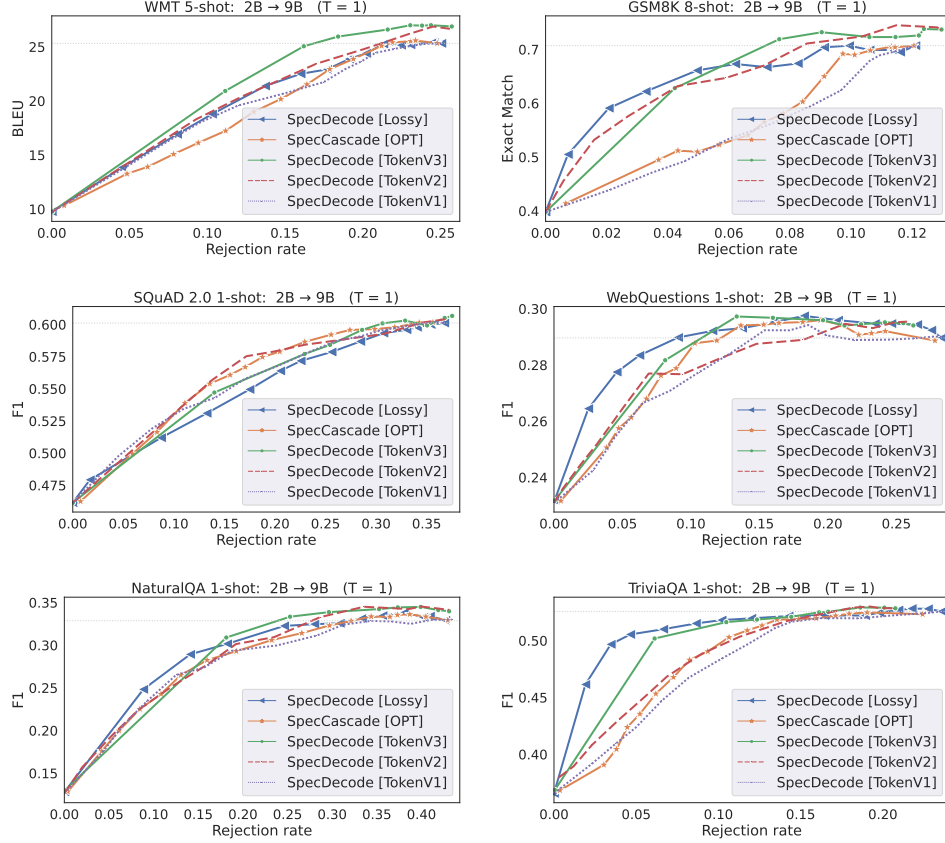 WMT 5-shot: 2B → 9B (T = 1)
BLEU
25
20
15
10
SpecDecode [Lossy]
SpecCascade [OPT]
SpecDecode [TokenV3]
SpecDecode [TokenV2]
SpecDecode [TokenV1]
0.00 0.05 0.10 0.15 0.20 0.25
Rejection rate
GSM8K 8-shot: 2B → 9B (T = 1)
Exact Match
0.7
0.6
0.5
0.4
SpecDecode [Lossy]
SpecCascade [OPT]
SpecDecode [TokenV3]
SpecDecode [TokenV2]
SpecDecode [TokenV1]
0.00 0.02 0.04 0.06 0.08 0.10 0.12
Rejection rate
SQuAD 2.0 1-shot: 2B → 9B (T = 1)
F1
0.600
0.575
0.550
0.525
0.500
0.475
SpecDecode [Lossy]
SpecCascade [OPT]
SpecDecode [TokenV3]
SpecDecode [TokenV2]
SpecDecode [TokenV1]
0.00 0.05 0.10 0.15 0.20 0.25 0.30 0.35
Rejection rate
WebQuestions 1-shot: 2B → 9B (T = 1)
F1
0.30
0.28
0.26
0.24
SpecDecode [Lossy]
SpecCascade [OPT]
SpecDecode [TokenV3]
SpecDecode [TokenV2]
SpecDecode [TokenV1]
0.00 0.05 0.10 0.15 0.20 0.25
Rejection rate
NaturalQA 1-shot: 2B → 9B (T = 1)
F1
0.35
0.30
0.25
0.20
0.15
SpecDecode [Lossy]
SpecCascade [OPT]
SpecDecode [TokenV3]
SpecDecode [TokenV2]
SpecDecode [TokenV1]
0.00 0.05 0.10 0.15 0.20 0.25 0.30 0.35 0.40
Rejection rate
TriviaQA 1-shot: 2B → 9B (T = 1)
F1
0.50
0.45
0.40
SpecDecode [Lossy]
SpecCascade [OPT]
SpecDecode [TokenV3]
SpecDecode [TokenV2]
SpecDecode [TokenV1]
0.00 0.05 0.10 0.15 0.20
Rejection rate